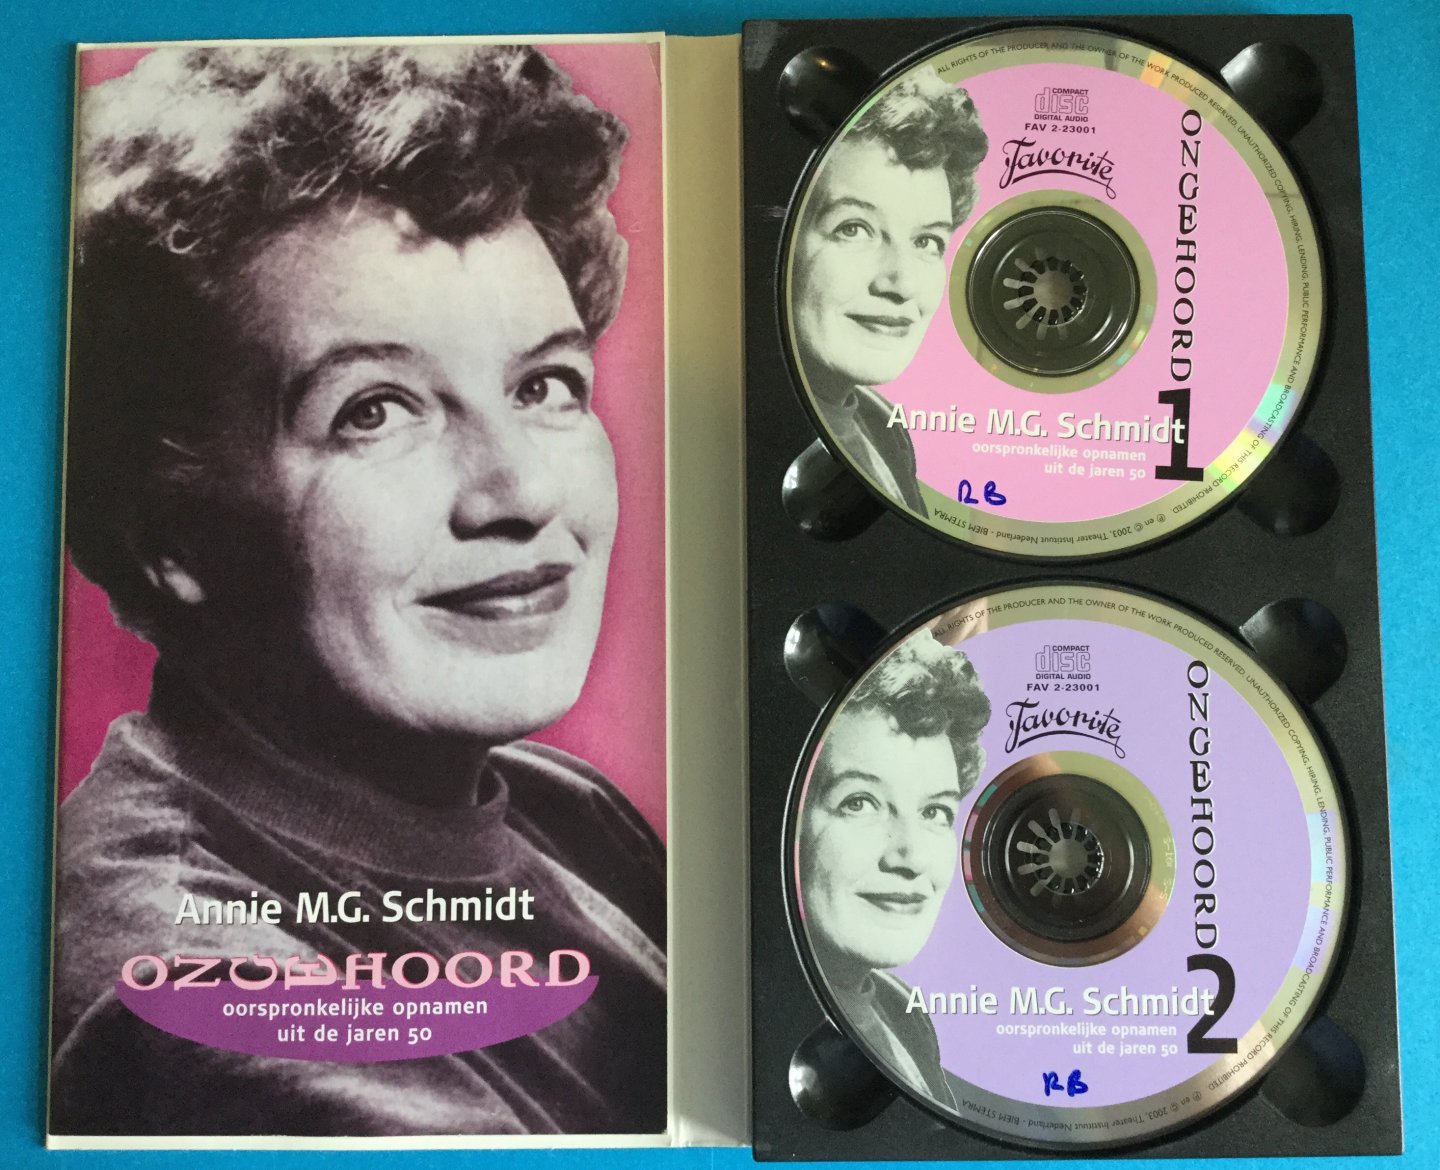 Annie M.G. Schmidt
ONGEHOORD
oorspronkelijke opnamen
uit de jaren 50
ALL RIGHTS OF THE PRODUCER AND THE OWNER OF THE WORK PRODUCED RESERVED. UNAUTHORIZED COPYING, HIRING, LENDING, PUBLIC PERFORMANCE AND BROADCASTING OF THIS RECORD PROHIBITED.
COMPACT
disc
DIGITAL AUDIO
FAV 2-23001
Favorite
ONGEHOORD
1
Annie M.G. Schmidt
oorspronkelijke opnamen
uit de jaren 50
RB
℗ en © 2003, Theater Instituut Nederland - BIEM STEMRA
ALL RIGHTS OF THE PRODUCER AND THE OWNER OF THE WORK PRODUCED RESERVED. UNAUTHORIZED COPYING, HIRING, LENDING, PUBLIC PERFORMANCE AND BROADCASTING OF THIS RECORD PROHIBITED.
COMPACT
disc
DIGITAL AUDIO
FAV 2-23001
Favorite
ONGEHOORD
2
Annie M.G. Schmidt
oorspronkelijke opnamen
uit de jaren 50
RB
℗ en © 2003, Theater Instituut Nederland - BIEM STEMRA